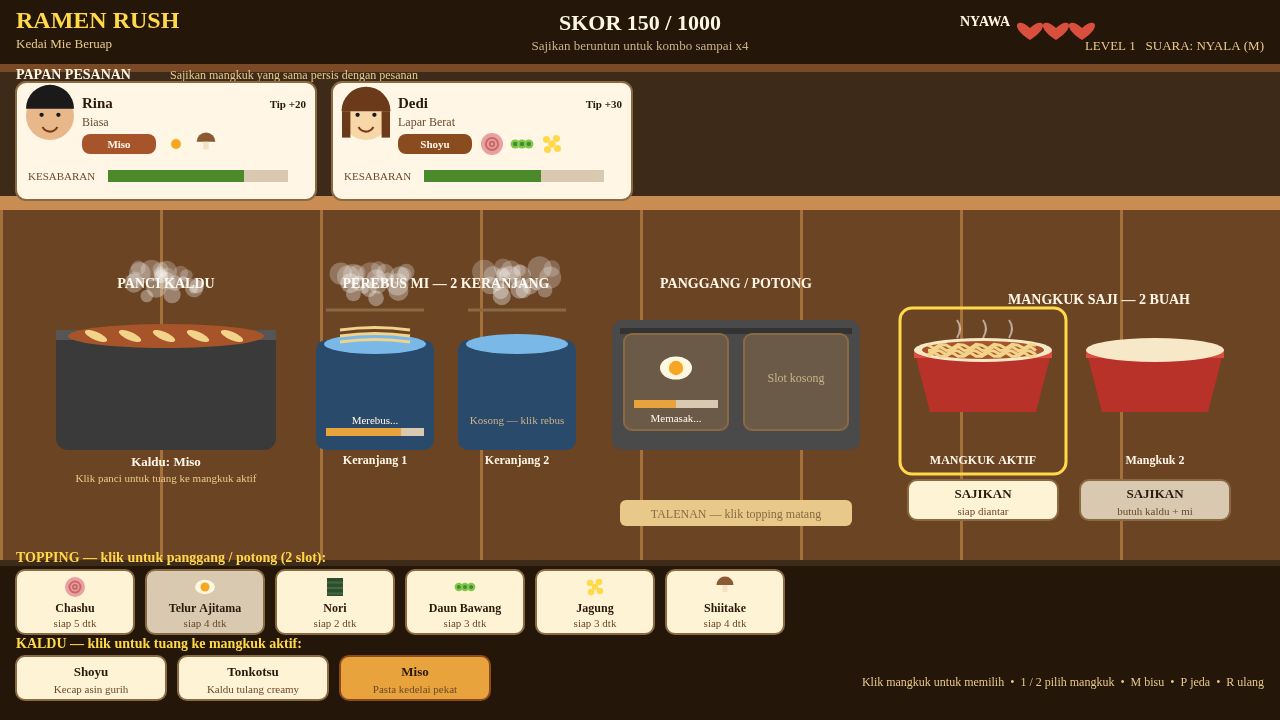 RAMEN RUSH
Kedai Mie Beruap
SKOR 150 / 1000
Sajikan beruntun untuk kombo sampai x4
NYAWA
LEVEL 1 SUARA: NYALA (M)
PAPAN PESANAN
Sajikan mangkuk yang sama persis dengan pesanan
Rina
Tip +20
Biasa
Miso
KESABARAN
Dedi
Tip +30
Lapar Berat
Shoyu
KESABARAN
PANCI KALDU
PEREBUS MI — 2 KERANJANG
PANGGANG / POTONG
MANGKUK SAJI — 2 BUAH
Kaldu: Miso
Klik panci untuk tuang ke mangkuk aktif
Merebus...
Keranjang 1
Kosong — klik rebus
Keranjang 2
Memasak...
Slot kosong
TALENAN — klik topping matang
MANGKUK AKTIF
Mangkuk 2
SAJIKAN
siap diantar
SAJIKAN
butuh kaldu + mi
TOPPING — klik untuk panggang / potong (2 slot):
Chashu
siap 5 dtk
Telur Ajitama
siap 4 dtk
Nori
siap 2 dtk
Daun Bawang
siap 3 dtk
Jagung
siap 3 dtk
Shiitake
siap 4 dtk
KALDU — klik untuk tuang ke mangkuk aktif:
Shoyu
Kecap asin gurih
Tonkotsu
Kaldu tulang creamy
Miso
Pasta kedelai pekat
Klik mangkuk untuk memilih • 1 / 2 pilih mangkuk • M bisu • P jeda • R ulang